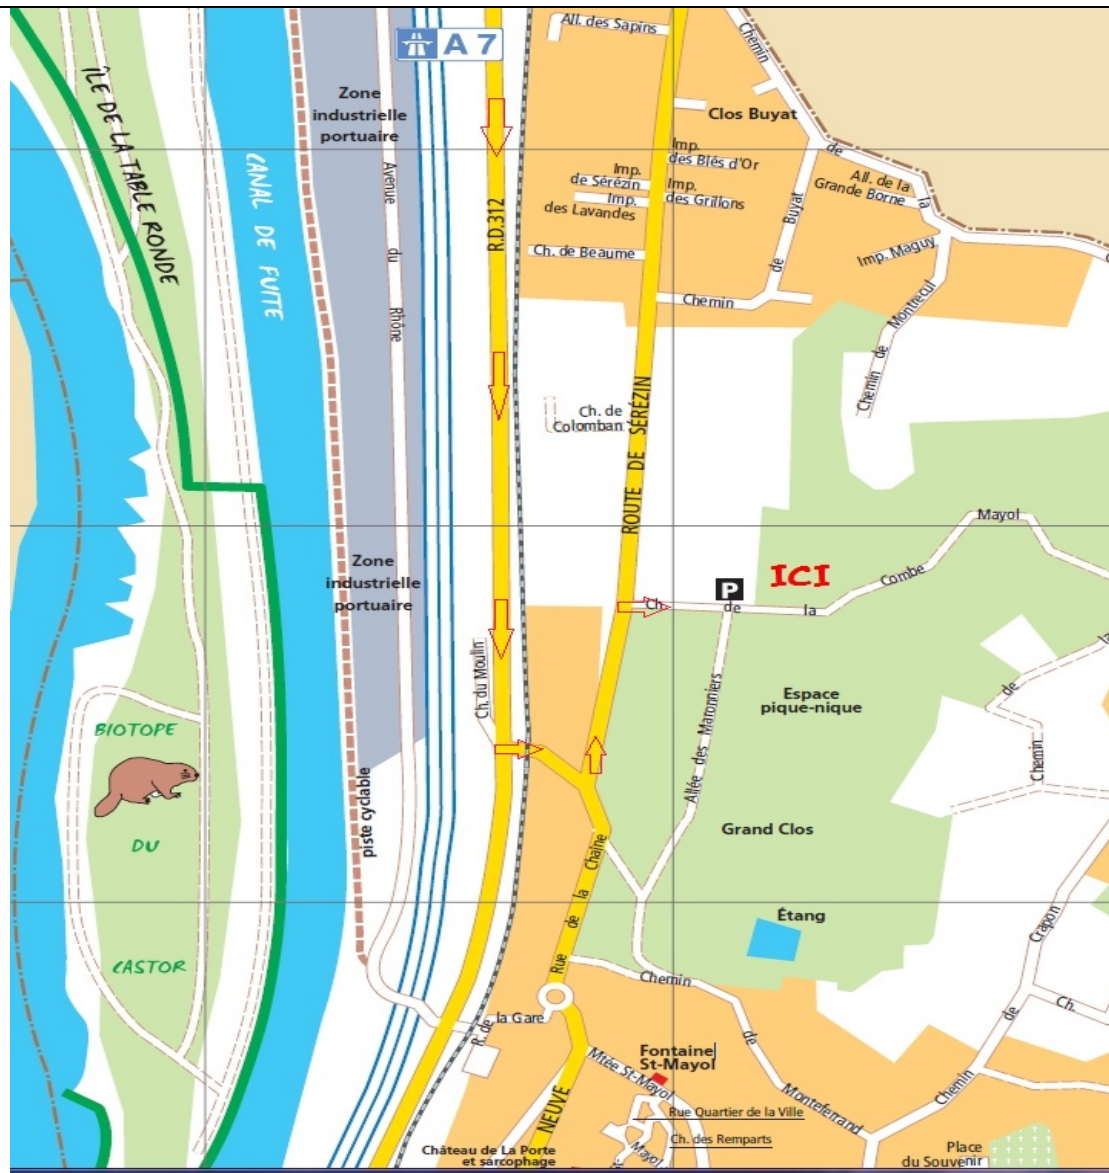 A 7
All. des Sapins
Chemin
de
la
Clos Buyat
ÎLE DE LA TABLE RONDE
CANAL DE FUITE
Zone
industrielle
portuaire
Avenue
du
Rhône
R.D.312
Imp.
des Blés d'Or
Imp.
de Sérézin
Imp.
des Grillons
Imp.
des Lavandes
Ch. de Beaume
All. de la
Grande Borne
Imp. Maguy
Chemin
de
Buyat
Chemin de Montrecul
Ch. de
Colomban
ROUTE DE SÉRÉZIN
Zone
industrielle
portuaire
P
ICI
Ch.
de
la
Combe
Mayol
Ch. du Moulin
Allée des Maronniers
Espace
pique-nique
Chemin
de
la
BIOTOPE
DU
CASTOR
piste cyclable
Grand Clos
Étang
Rue de la Chaîne
Crapon
de
Chemin
Ch.
Chemin
de
Monteferrand
R. de
la Gare
Fontaine
St-Mayol
Mtée St-Mayol
NEUVE
Rue Quartier de la Ville
Ch. des Remparts
Mayol
Château de La Porte
et sarcophage
Place
du Souvenir